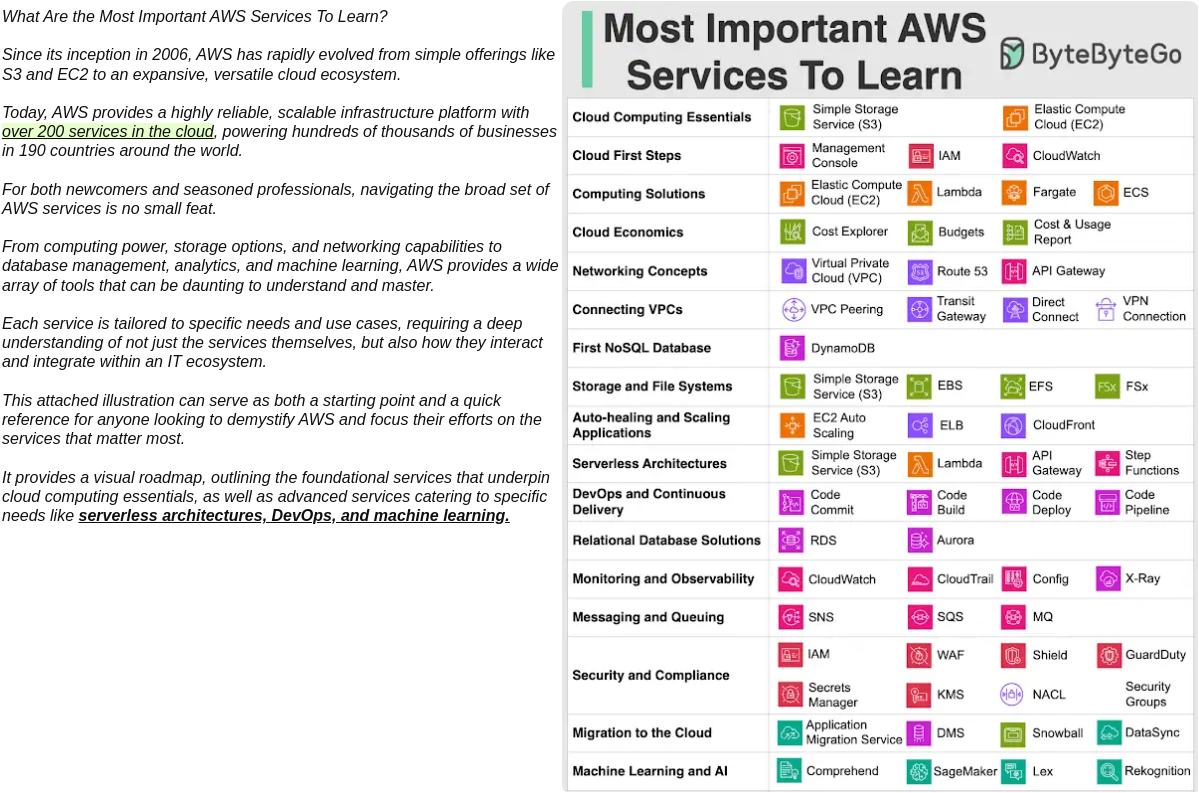 What Are the Most Important AWS Services To Learn?
Since its inception in 2006, AWS has rapidly evolved from simple offerings like
S3 and EC2 to an expansive, versatile cloud ecosystem.
Today, AWS provides a highly reliable, scalable infrastructure platform with
over 200 services in the cloud, powering hundreds of thousands of businesses
in 190 countries around the world.
For both newcomers and seasoned professionals, navigating the broad set of
AWS services is no small feat.
From computing power, storage options, and networking capabilities to
database management, analytics, and machine learning, AWS provides a wide
array of tools that can be daunting to understand and master.
Each service is tailored to specific needs and use cases, requiring a deep
understanding of not just the services themselves, but also how they interact
and integrate within an IT ecosystem.
This attached illustration can serve as both a starting point and a quick
reference for anyone looking to demystify AWS and focus their efforts on the
services that matter most.
It provides a visual roadmap, outlining the foundational services that underpin
cloud computing essentials, as well as advanced services catering to specific
needs like serverless architectures, DevOps, and machine learning.
Most Important AWS
Services To Learn
ByteByteGo
Cloud Computing Essentials
Simple Storage
Service (S3)
Elastic Compute
Cloud (EC2)
Cloud First Steps
Management
Console
IAM
CloudWatch
Computing Solutions
Elastic Compute
Cloud (EC2)
Lambda
Fargate
ECS
Cloud Economics
Cost Explorer
Budgets
Cost & Usage
Report
Networking Concepts
Virtual Private
Cloud (VPC)
53
Route 53
API Gateway
Connecting VPCs
VPC Peering
Transit
Gateway
Direct
Connect
VPN
Connection
First NoSQL Database
DynamoDB
Storage and File Systems
Simple Storage
Service (S3)
EBS
EFS
FSx
FSx
Auto-healing and Scaling
Applications
EC2 Auto
Scaling
ELB
CloudFront
Serverless Architectures
Simple Storage
Service (S3)
Lambda
API
Gateway
Step
Functions
DevOps and Continuous
Delivery
Code
Commit
Code
Build
Code
Deploy
Code
Pipeline
Relational Database Solutions
RDS
Aurora
Monitoring and Observability
CloudWatch
CloudTrail
Config
X-Ray
Messaging and Queuing
SNS
SQS
MQ
Security and Compliance
IAM
WAF
Shield
GuardDuty
Secrets
Manager
KMS
NACL
Security
Groups
Migration to the Cloud
Application
Migration Service
DMS
Snowball
DataSync
Machine Learning and AI
Comprehend
SageMaker
Lex
Rekognition